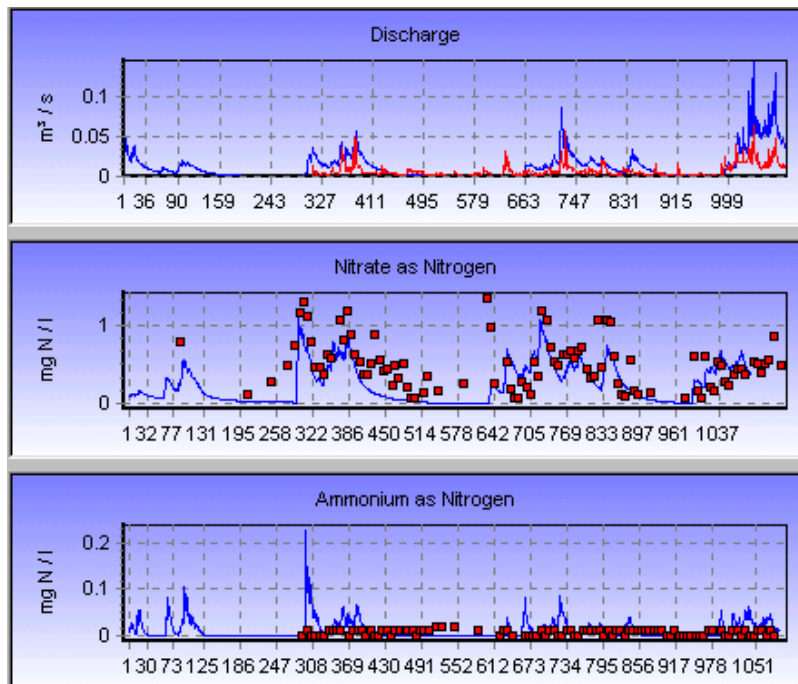 Discharge
0.1
m³ / s
0.05
0
1 36 90 159 243 327 411 495 579 663 747 831 915 999
Nitrate as Nitrogen
1
mg N / l
0
1 32 77 131 195 258 322 386 450 514 578 642 705 769 833 897 961 1037
Ammonium as Nitrogen
0.2
mg N / l
0.1
0
1 30 73 125 186 247 308 369 430 491 552 612 673 734 795 856 917 978 1051